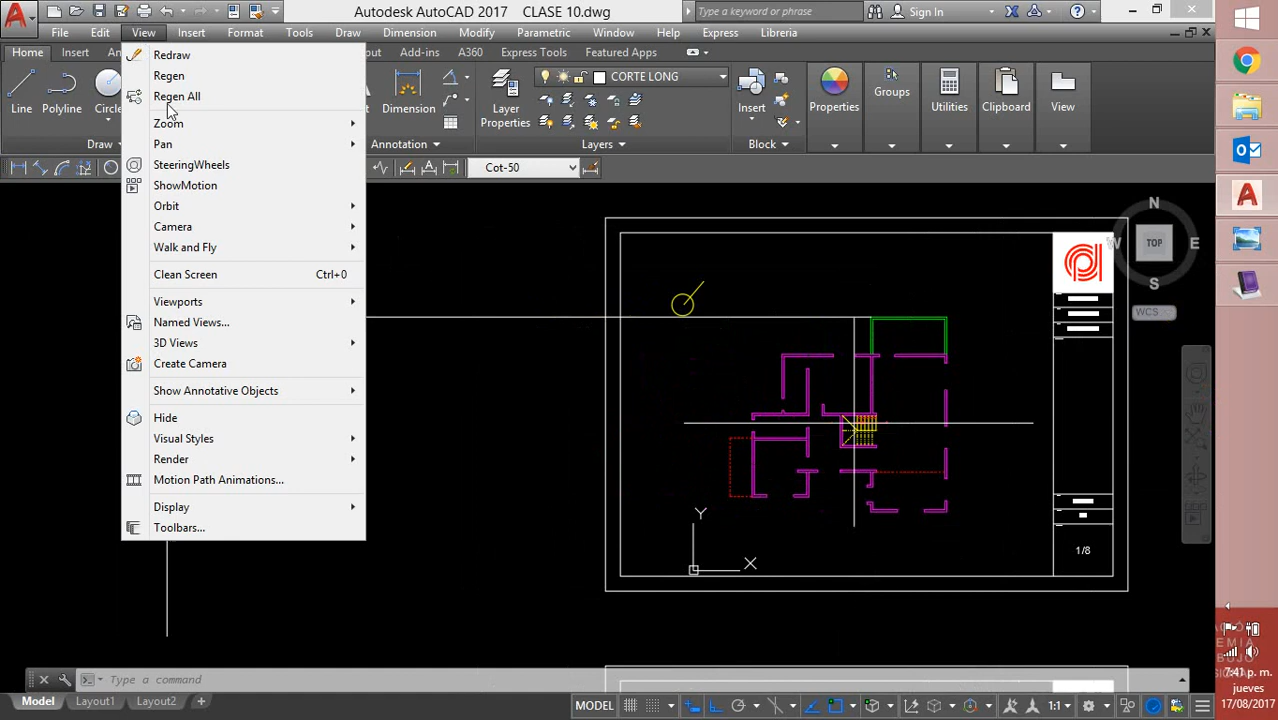 Autodesk AutoCAD 2017 CLASE 10.dwg
Type a keyword or phrase
Sign In
File Edit View Insert Format Tools Draw Dimension Modify Parametric Window Help Express Libreria
Home Insert Add-ins A360 Express Tools Featured Apps
Line
Polyline
Circle
Dimension
Layer
Properties
CORTE LONG
Insert
Properties
Groups
Utilities
Clipboard
View
Draw
Annotation
Layers
Block
Cot-50
Redraw
Regen
Regen All
Zoom
Pan
SteeringWheels
ShowMotion
Orbit
Camera
Walk and Fly
Clean Screen Ctrl+0
Viewports
Named Views...
3D Views
Create Camera
Show Annotative Objects
Hide
Visual Styles
Render
Motion Path Animations...
Display
Toolbars...
N
W TOP E
S
WCS
Y
X
1/8
Type a command
Model Layout1 Layout2 +
MODEL
1:1
7:41 p. m.
jueves
17/08/2017